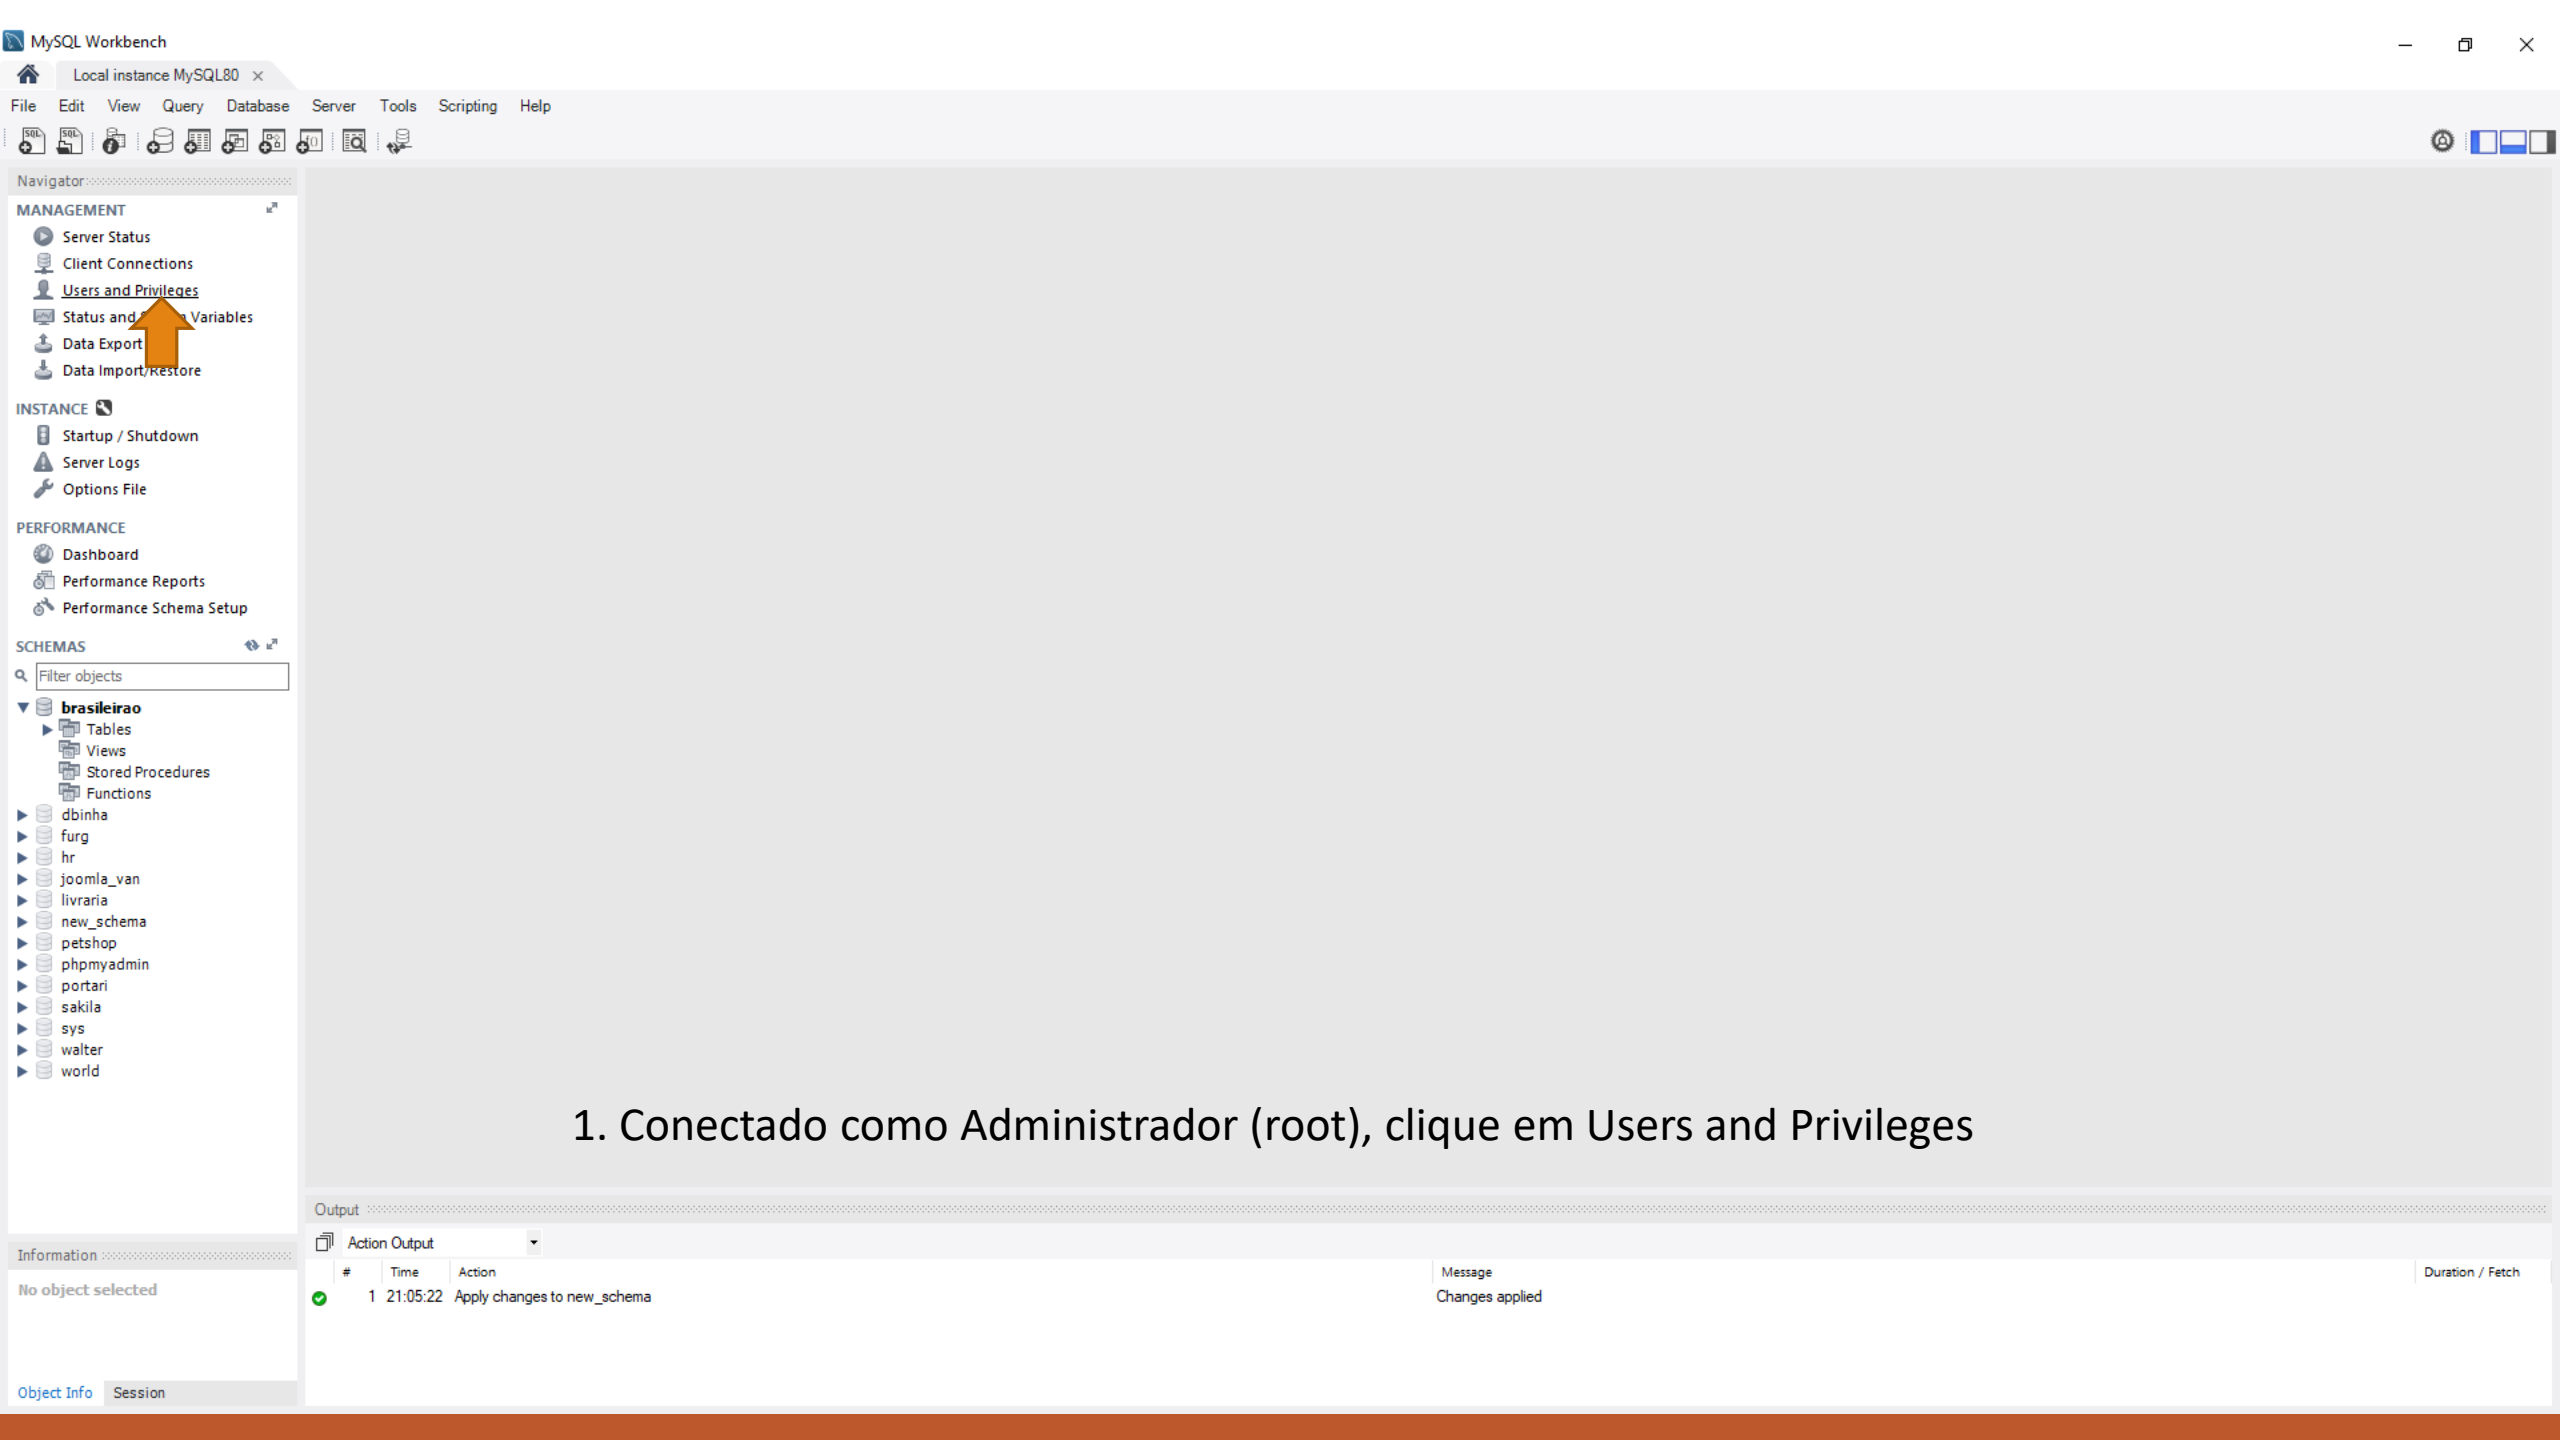 MySQL Workbench
Local instance MySQL80
File Edit View Query Database Server Tools Scripting Help
Navigator
MANAGEMENT
Server Status
Client Connections
Users and Privileges
Status and Variables
Data Export
Data Import/Restore
INSTANCE
Startup / Shutdown
Server Logs
Options File
PERFORMANCE
Dashboard
Performance Reports
Performance Schema Setup
SCHEMAS
Filter objects
brasileirao
Tables
Views
Stored Procedures
Functions
dbinha
furg
hr
joomla_van
livraria
new_schema
petshop
phpmyadmin
portari
sakila
sys
walter
world
1. Conectado como Administrador (root), clique em Users and Privileges
Output
Action Output
# Time Action Message Duration / Fetch
1 21:05:22 Apply changes to new_schema Changes applied
Information
No object selected
Object Info Session